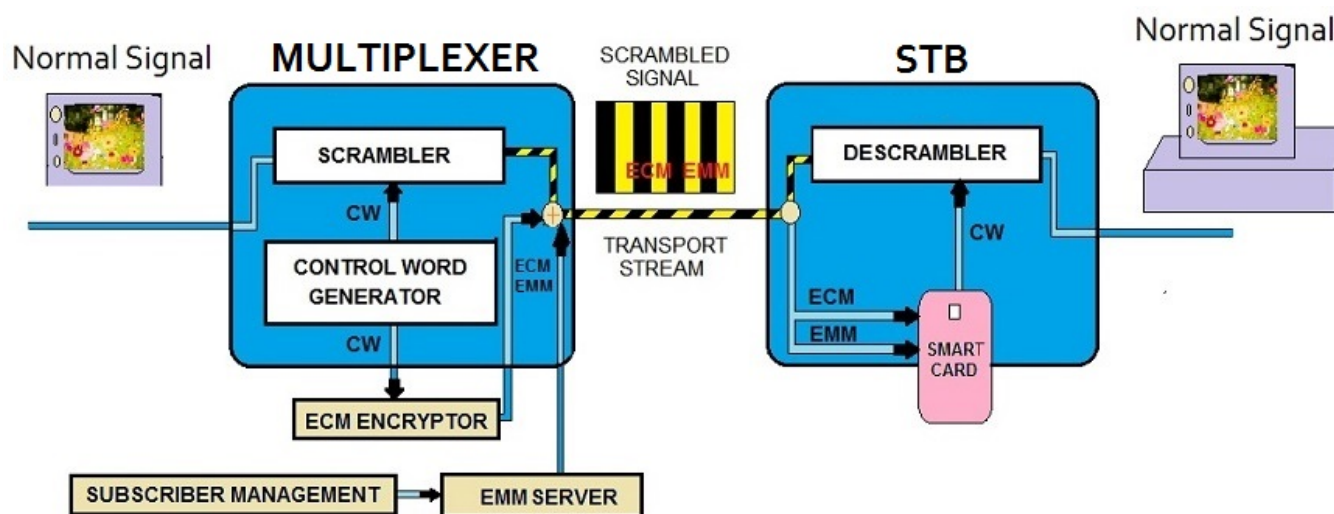 Normal Signal
MULTIPLEXER
SCRAMBLED
SIGNAL
STB
Normal Signal
SCRAMBLER
ECM EMM
DESCRAMBLER
CW
CONTROL WORD
GENERATOR
ECM
EMM
TRANSPORT
STREAM
CW
CW
ECM
EMM
SMART
CARD
ECM ENCRYPTOR
SUBSCRIBER MANAGEMENT
EMM SERVER